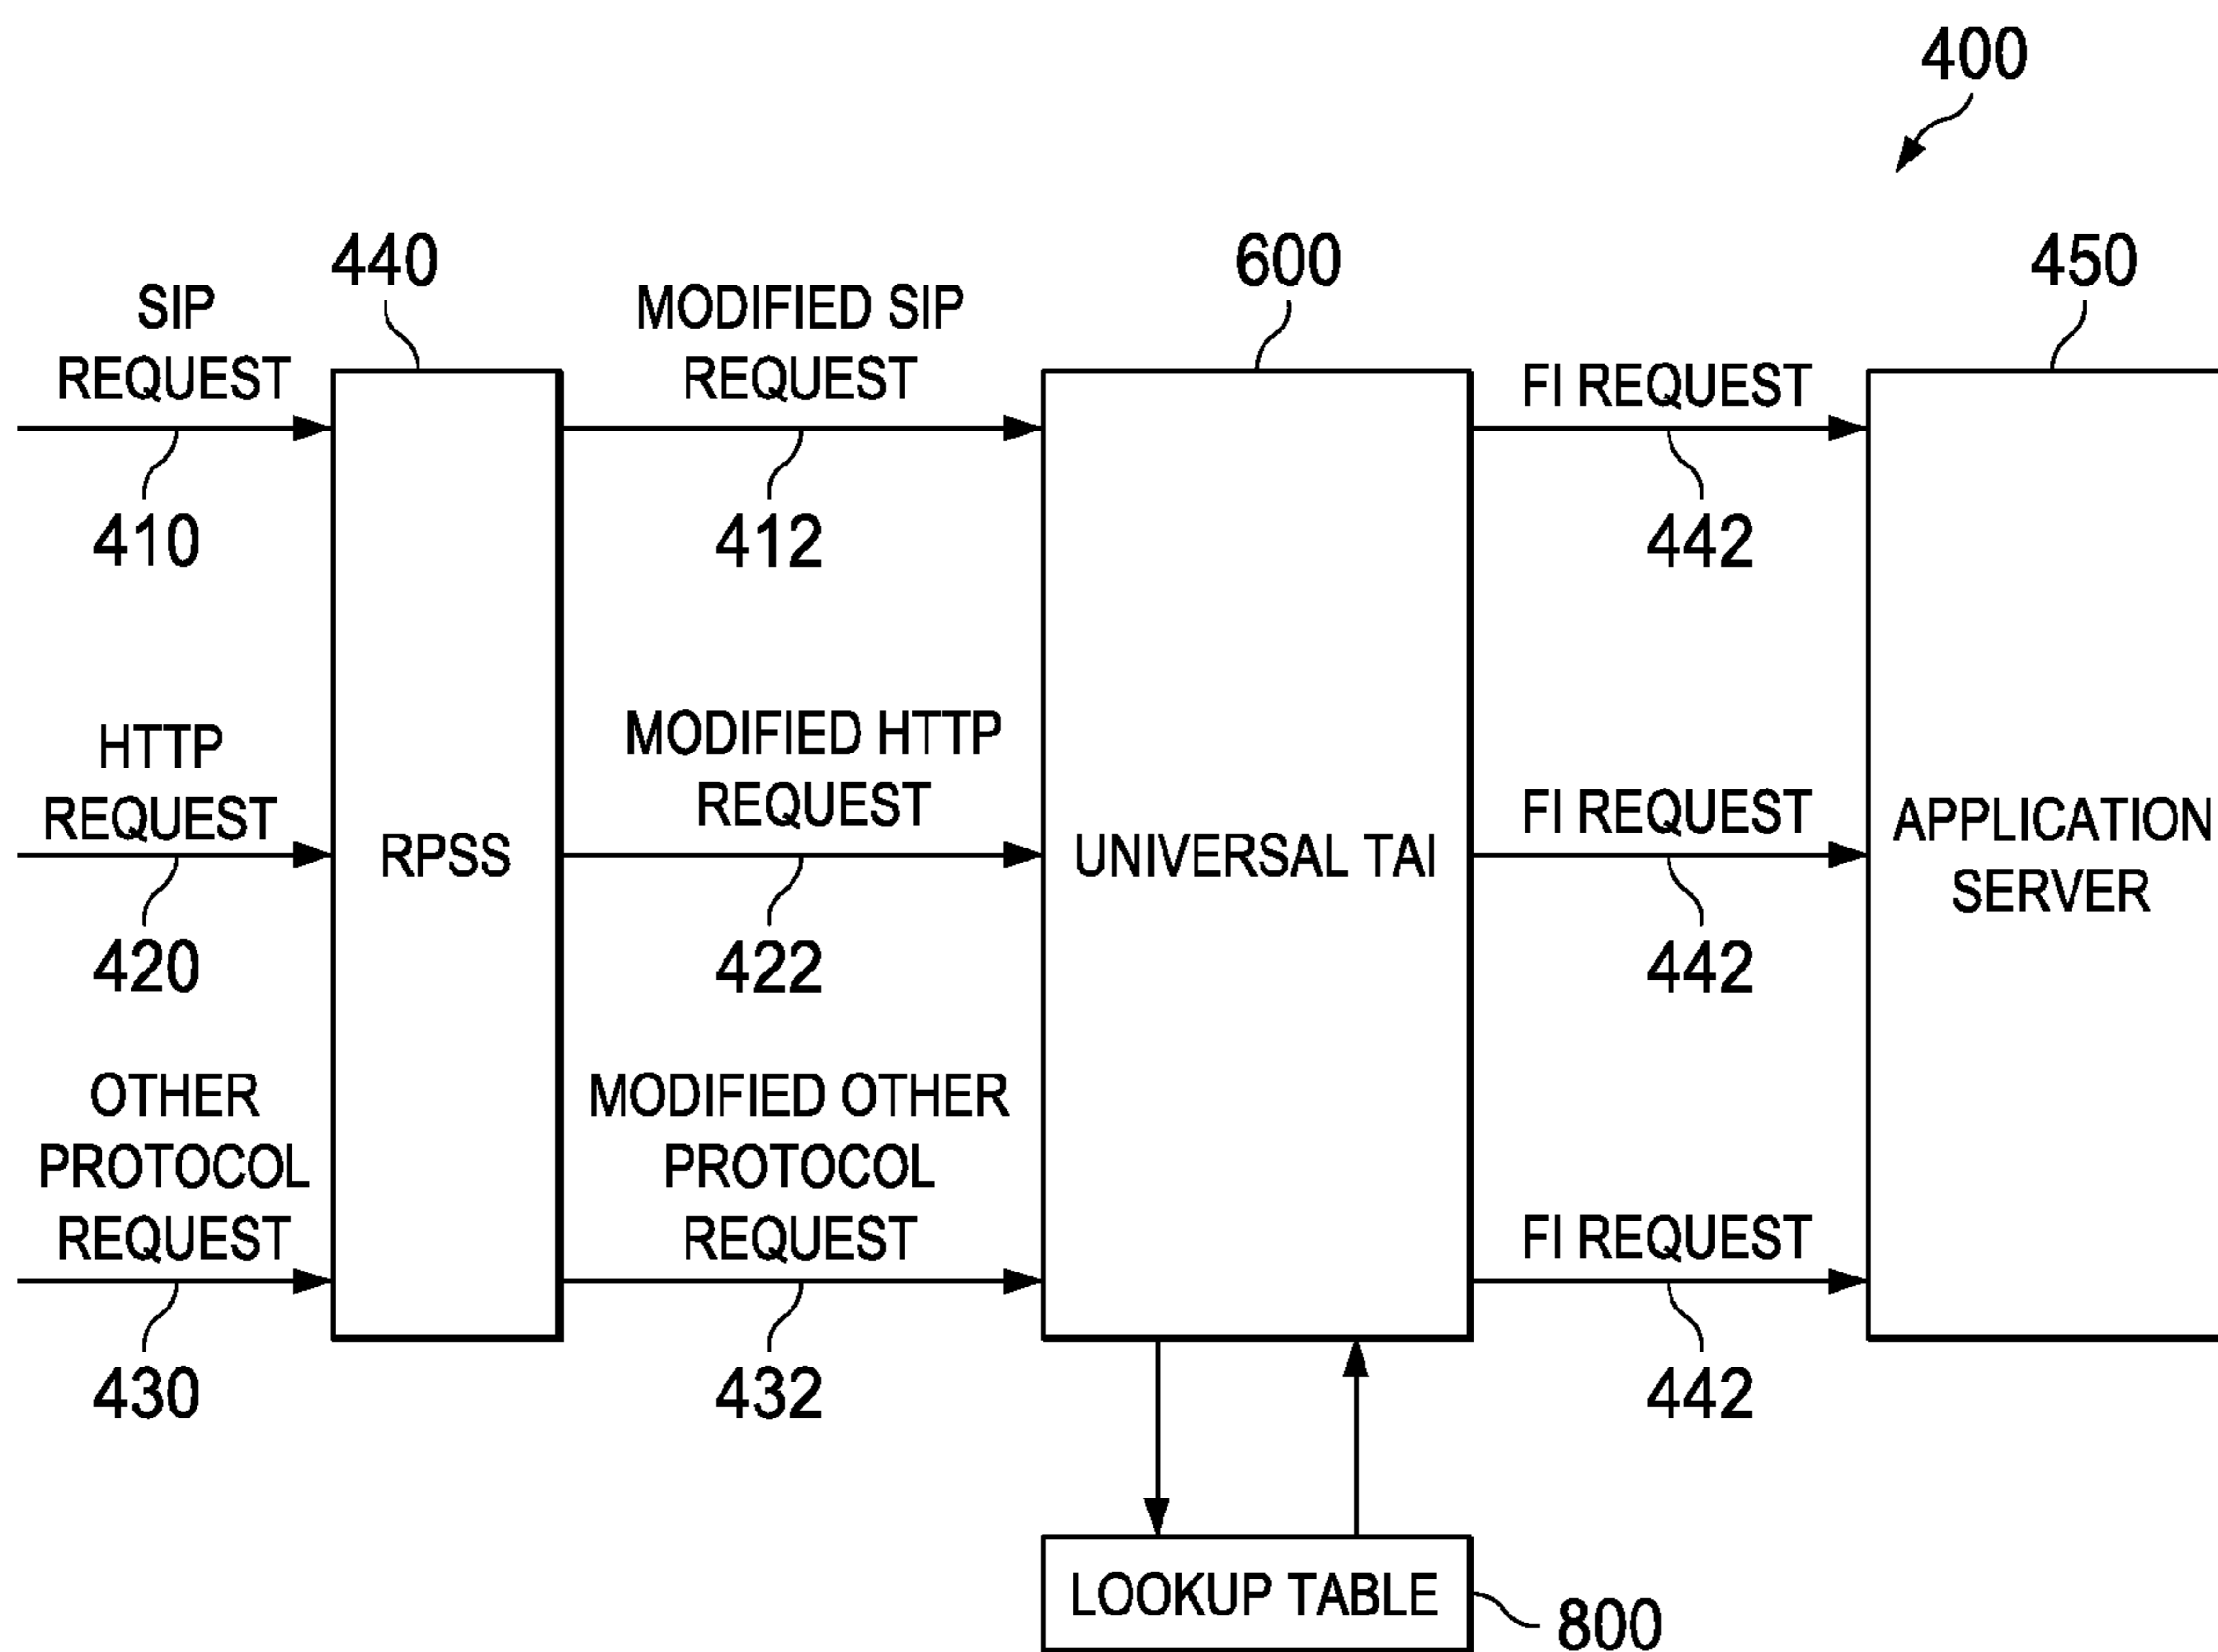 400
440
600
450
SIP
REQUEST
MODIFIED SIP
REQUEST
FI REQUEST
410
412
442
HTTP
REQUEST
MODIFIED HTTP
REQUEST
FI REQUEST
RPSS
UNIVERSAL TAI
APPLICATION
SERVER
420
422
442
OTHER
PROTOCOL
REQUEST
MODIFIED OTHER
PROTOCOL
REQUEST
FI REQUEST
430
432
442
LOOKUP TABLE
800